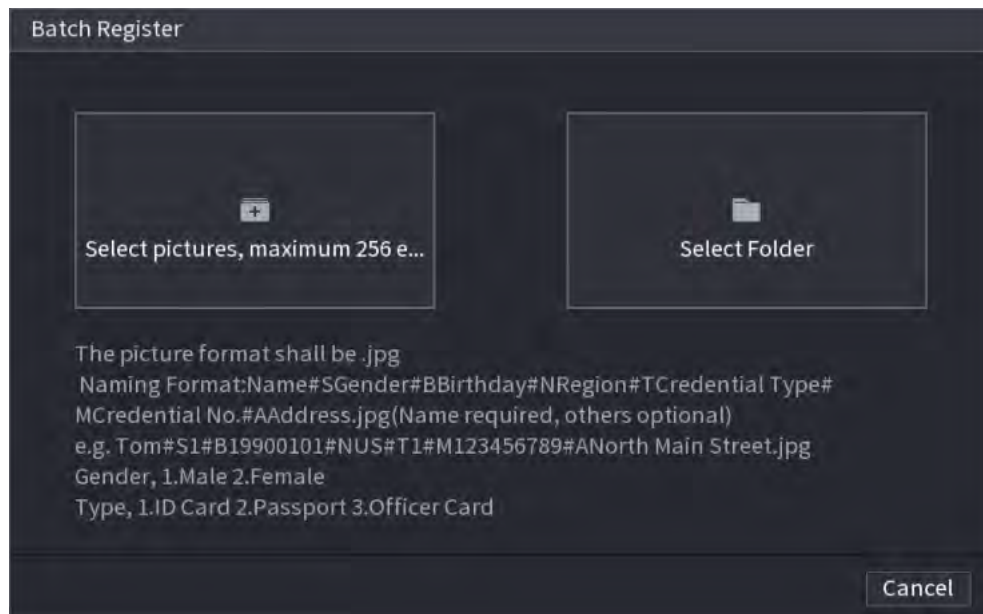 Batch Register
Select pictures, maximum 256 e...
Select Folder
The picture format shall be .jpg
Naming Format:Name#SGender#BBirthday#NRegion#TCredential Type#
MCredential No.#AAddress.jpg(Name required, others optional)
e.g. Tom#S1#B19900101#NUS#T1#M123456789#ANorth Main Street.jpg
Gender, 1.Male 2.Female
Type, 1.ID Card 2.Passport 3.Officer Card
Cancel